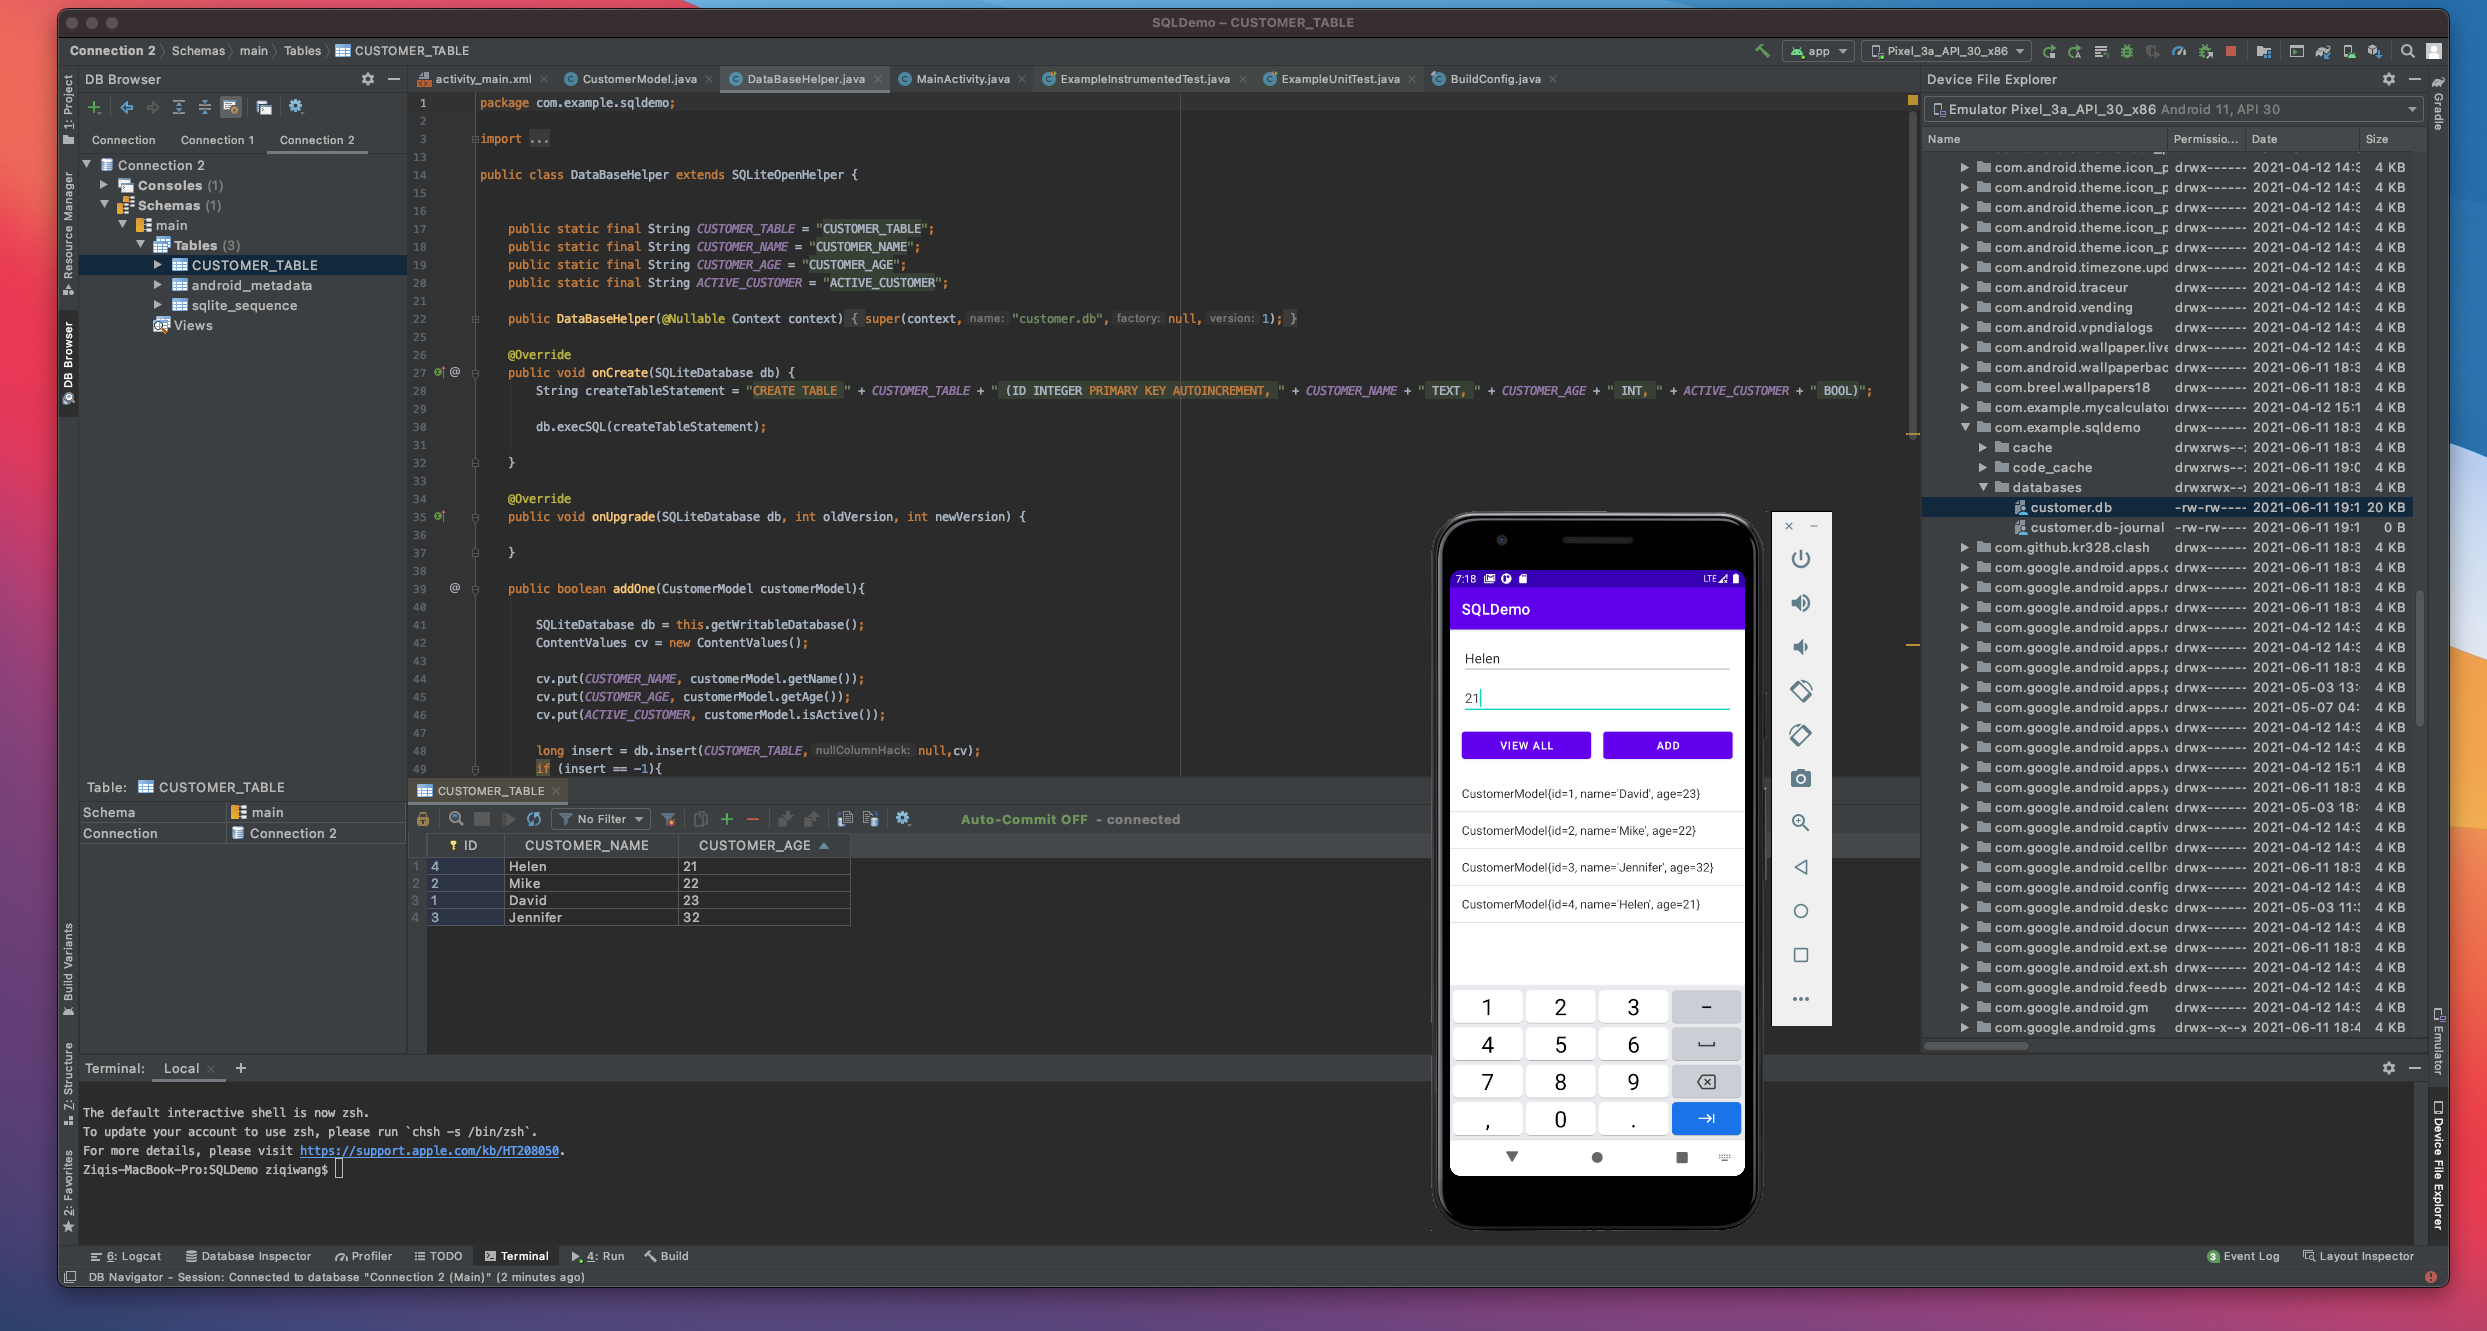 SQLDemo – CUSTOMER_TABLE
Connection 2 Schemas main Tables CUSTOMER_TABLE
app Pixel_3a_API_30_x86
DB Browser
activity_main.xml CustomerModel.java DataBaseHelper.java MainActivity.java ExampleInstrumentedTest.java ExampleUnitTest.java BuildConfig.java
Connection Connection 1 Connection 2
Connection 2
Consoles (1)
Schemas (1)
main
Tables (3)
CUSTOMER_TABLE
android_metadata
sqlite_sequence
Views
Table: CUSTOMER_TABLE
Schema main
Connection Connection 2
1: Project
Resource Manager
DB Browser
Build Variants
Z: Structure
2: Favorites
1 package com.example.sqldemo;
2
3 import ...
13
14 public class DataBaseHelper extends SQLiteOpenHelper {
15
16
17 public static final String CUSTOMER_TABLE = "CUSTOMER_TABLE";
18 public static final String CUSTOMER_NAME = "CUSTOMER_NAME";
19 public static final String CUSTOMER_AGE = "CUSTOMER_AGE";
20 public static final String ACTIVE_CUSTOMER = "ACTIVE_CUSTOMER";
21
22 public DataBaseHelper(@Nullable Context context) { super(context, name: "customer.db", factory: null, version: 1); }
25
26 @Override
27 public void onCreate(SQLiteDatabase db) {
28 String createTableStatement = "CREATE TABLE " + CUSTOMER_TABLE + " (ID INTEGER PRIMARY KEY AUTOINCREMENT, " + CUSTOMER_NAME + " TEXT, " + CUSTOMER_AGE + " INT, " + ACTIVE_CUSTOMER + " BOOL)";
29
30 db.execSQL(createTableStatement);
31
32 }
33
34 @Override
35 public void onUpgrade(SQLiteDatabase db, int oldVersion, int newVersion) {
36
37 }
38
39 public boolean addOne(CustomerModel customerModel){
40
41 SQLiteDatabase db = this.getWritableDatabase();
42 ContentValues cv = new ContentValues();
43
44 cv.put(CUSTOMER_NAME, customerModel.getName());
45 cv.put(CUSTOMER_AGE, customerModel.getAge());
46 cv.put(ACTIVE_CUSTOMER, customerModel.isActive());
47
48 long insert = db.insert(CUSTOMER_TABLE, nullColumnHack: null,cv);
49 if (insert == -1){
CUSTOMER_TABLE
No Filter
Auto-Commit OFF - connected
ID CUSTOMER_NAME CUSTOMER_AGE
1 4 Helen 21
2 2 Mike 22
3 1 David 23
4 3 Jennifer 32
7:18 LTE
SQLDemo
Helen
21
VIEW ALL ADD
CustomerModel{id=1, name='David', age=23}
CustomerModel{id=2, name='Mike', age=22}
CustomerModel{id=3, name='Jennifer', age=32}
CustomerModel{id=4, name='Helen', age=21}
1 2 3 -
4 5 6
7 8 9
, 0 .
Device File Explorer
Emulator Pixel_3a_API_30_x86 Android 11, API 30
Name Permissio... Date Size
com.android.theme.icon_p drwx------ 2021-04-12 14:3 4 KB
com.android.theme.icon_p drwx------ 2021-04-12 14:3 4 KB
com.android.theme.icon_p drwx------ 2021-04-12 14:3 4 KB
com.android.theme.icon_p drwx------ 2021-04-12 14:3 4 KB
com.android.theme.icon_p drwx------ 2021-04-12 14:3 4 KB
com.android.timezone.upd drwx------ 2021-04-12 14:3 4 KB
com.android.traceur drwx------ 2021-04-12 14:3 4 KB
com.android.vending drwx------ 2021-06-11 18:3 4 KB
com.android.vpndialogs drwx------ 2021-04-12 14:3 4 KB
com.android.wallpaper.live drwx------ 2021-04-12 14:3 4 KB
com.android.wallpaperbac drwx------ 2021-04-12 14:3 4 KB
com.breel.wallpapers18 drwx------ 2021-06-11 18:3 4 KB
com.example.mycalculator drwx------ 2021-04-12 15:1 4 KB
com.example.sqldemo drwx------ 2021-06-11 18:3 4 KB
cache drwxrws--x 2021-06-11 18:3 4 KB
code_cache drwxrws--x 2021-06-11 19:0 4 KB
databases drwxrwx--x 2021-06-11 18:3 4 KB
customer.db -rw-rw---- 2021-06-11 19:1 20 KB
customer.db-journal -rw-rw---- 2021-06-11 19:1 0 B
com.github.kr328.clash drwx------ 2021-06-11 18:3 4 KB
com.google.android.apps.c drwx------ 2021-06-11 18:3 4 KB
com.google.android.apps.r drwx------ 2021-06-11 18:3 4 KB
com.google.android.apps.r drwx------ 2021-06-11 18:3 4 KB
com.google.android.apps.r drwx------ 2021-04-12 14:3 4 KB
com.google.android.apps.r drwx------ 2021-04-12 14:3 4 KB
com.google.android.apps.p drwx------ 2021-06-11 18:3 4 KB
com.google.android.apps.p drwx------ 2021-05-03 13: 4 KB
com.google.android.apps.r drwx------ 2021-05-07 04: 4 KB
com.google.android.apps.v drwx------ 2021-04-12 14:3 4 KB
com.google.android.apps.v drwx------ 2021-04-12 14:3 4 KB
com.google.android.apps.v drwx------ 2021-04-12 15:1 4 KB
com.google.android.apps.y drwx------ 2021-06-11 18:3 4 KB
com.google.android.calenc drwx------ 2021-05-03 18: 4 KB
com.google.android.captiv drwx------ 2021-04-12 14:3 4 KB
com.google.android.cellbr drwx------ 2021-04-12 14:3 4 KB
com.google.android.cellbr drwx------ 2021-06-11 18:3 4 KB
com.google.android.config drwx------ 2021-04-12 14:3 4 KB
com.google.android.deskc drwx------ 2021-05-03 11:3 4 KB
com.google.android.docun drwx------ 2021-04-12 14:3 4 KB
com.google.android.ext.se drwx------ 2021-06-11 18:3 4 KB
com.google.android.ext.sh drwx------ 2021-04-12 14:3 4 KB
com.google.android.feedb drwx------ 2021-04-12 14:3 4 KB
com.google.android.gm drwx------ 2021-04-12 14:3 4 KB
com.google.android.gms drwx--x--x 2021-06-11 18:4 4 KB
Gradle
Emulator
Device File Explorer
Terminal: Local
The default interactive shell is now zsh.
To update your account to use zsh, please run `chsh -s /bin/zsh`.
For more details, please visit https://support.apple.com/kb/HT208050.
Ziqis-MacBook-Pro:SQLDemo ziqiwang$
6: Logcat Database Inspector Profiler TODO Terminal 4: Run Build
3 Event Log Layout Inspector
DB Navigator - Session: Connected to database "Connection 2 (Main)" (2 minutes ago)